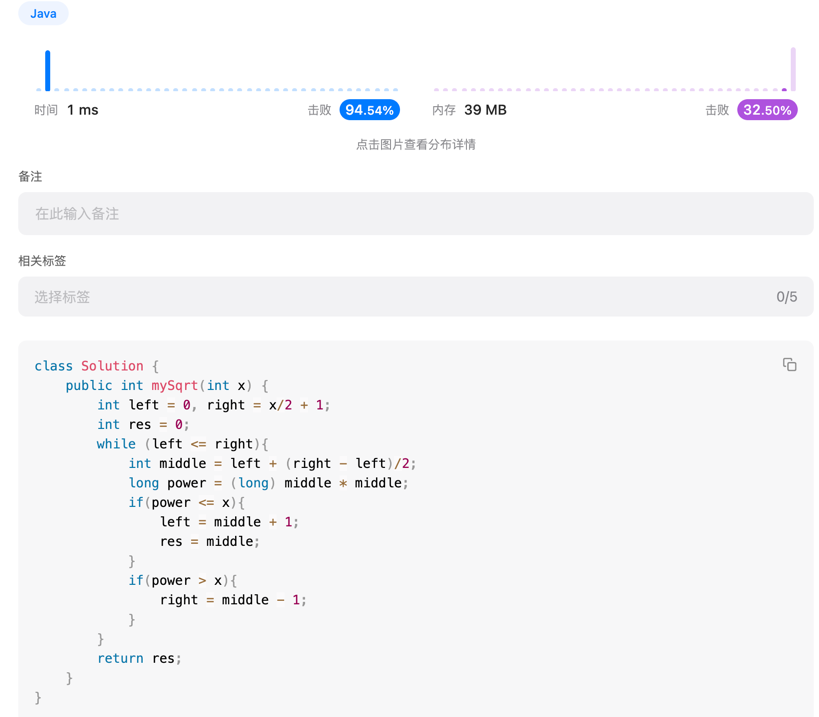 Java
时间 1 ms 击败 94.54% 内存 39 MB 击败 32.50%
点击图片查看分布详情
备注
在此输入备注
相关标签
选择标签 0/5
class Solution {
    public int mySqrt(int x) {
        int left = 0, right = x/2 + 1;
        int res = 0;
        while (left <= right){
            int middle = left + (right - left)/2;
            long power = (long) middle * middle;
            if(power <= x){
                left = middle + 1;
                res = middle;
            }
            if(power > x){
                right = middle - 1;
            }
        }
        return res;
    }
}